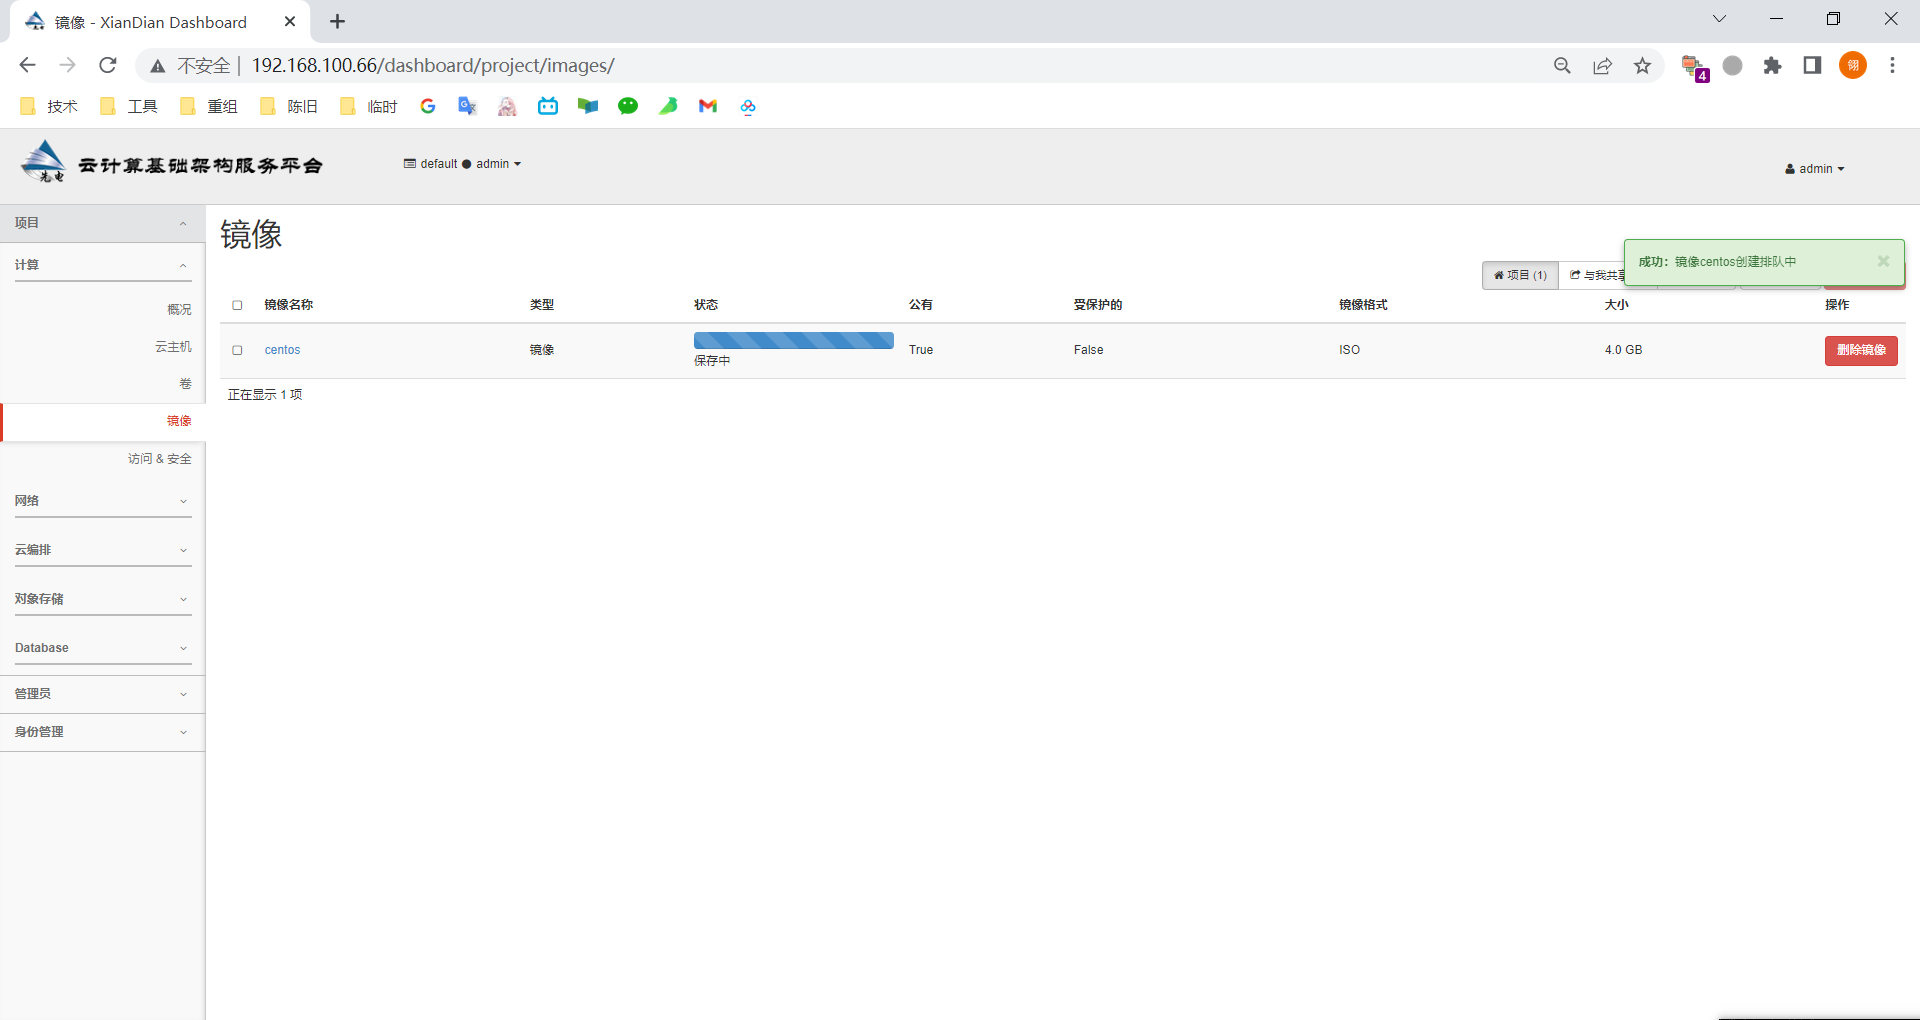 镜像 - XianDian Dashboard
不安全 | 192.168.100.66/dashboard/project/images/
4
翎
技术 工具 重组 陈旧 临时
先电
云计算基础架构服务平台
default admin
admin
项目
计算
概况
云主机
卷
镜像
访问 & 安全
网络
云编排
对象存储
Database
管理员
身份管理
镜像
成功：镜像centos创建排队中
项目 (1) 与我共享
镜像名称 类型 状态 公有 受保护的 镜像格式 大小 操作
centos 镜像 保存中 True False ISO 4.0 GB 删除镜像
正在显示 1 项